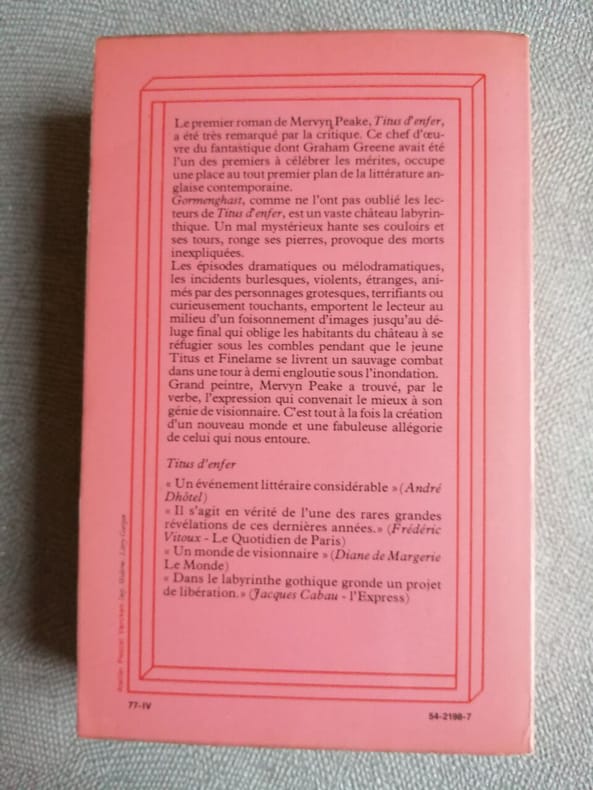 Le premier roman de Mervyn Peake, Titus d'enfer,
a été très remarqué par la critique. Ce chef d'œu-
vre du fantastique dont Graham Greene avait été
l'un des premiers à célébrer les mérites, occupe
une place au tout premier plan de la littérature an-
glaise contemporaine.
Gormenghast, comme ne l'ont pas oublié les lec-
teurs de Titus d'enfer, est un vaste château labyrin-
thique. Un mal mystérieux hante ses couloirs et
ses tours, ronge ses pierres, provoque des morts
inexpliquées.
Les épisodes dramatiques ou mélodramatiques,
les incidents burlesques, violents, étranges, ani-
més par des personnages grotesques, terrifiants ou
curieusement touchants, emportent le lecteur au
milieu d'un foisonnement d'images jusqu'au dé-
luge final qui oblige les habitants du château à se
réfugier sous les combles pendant que le jeune
Titus et Finelame se livrent un sauvage combat
dans une tour à demi engloutie sous l'inondation.
Grand peintre, Mervyn Peake a trouvé, par le
verbe, l'expression qui convenait le mieux à son
génie de visionnaire. C'est tout à la fois la création
d'un nouveau monde et une fabuleuse allégorie
de celui qui nous entoure.
Titus d'enfer
« Un événement littéraire considérable » (André
Dhôtel)
« Il s'agit en vérité de l'une des rares grandes
révélations de ces dernières années. » (Frédéric
Vitoux - Le Quotidien de Paris)
« Un monde de visionnaire » (Diane de Margerie
Le Monde)
« Dans le labyrinthe gothique gronde un projet
de libération. » (Jacques Cabau - l'Express)
Atelier Pascal Vercken
77-IV
54-2198-7